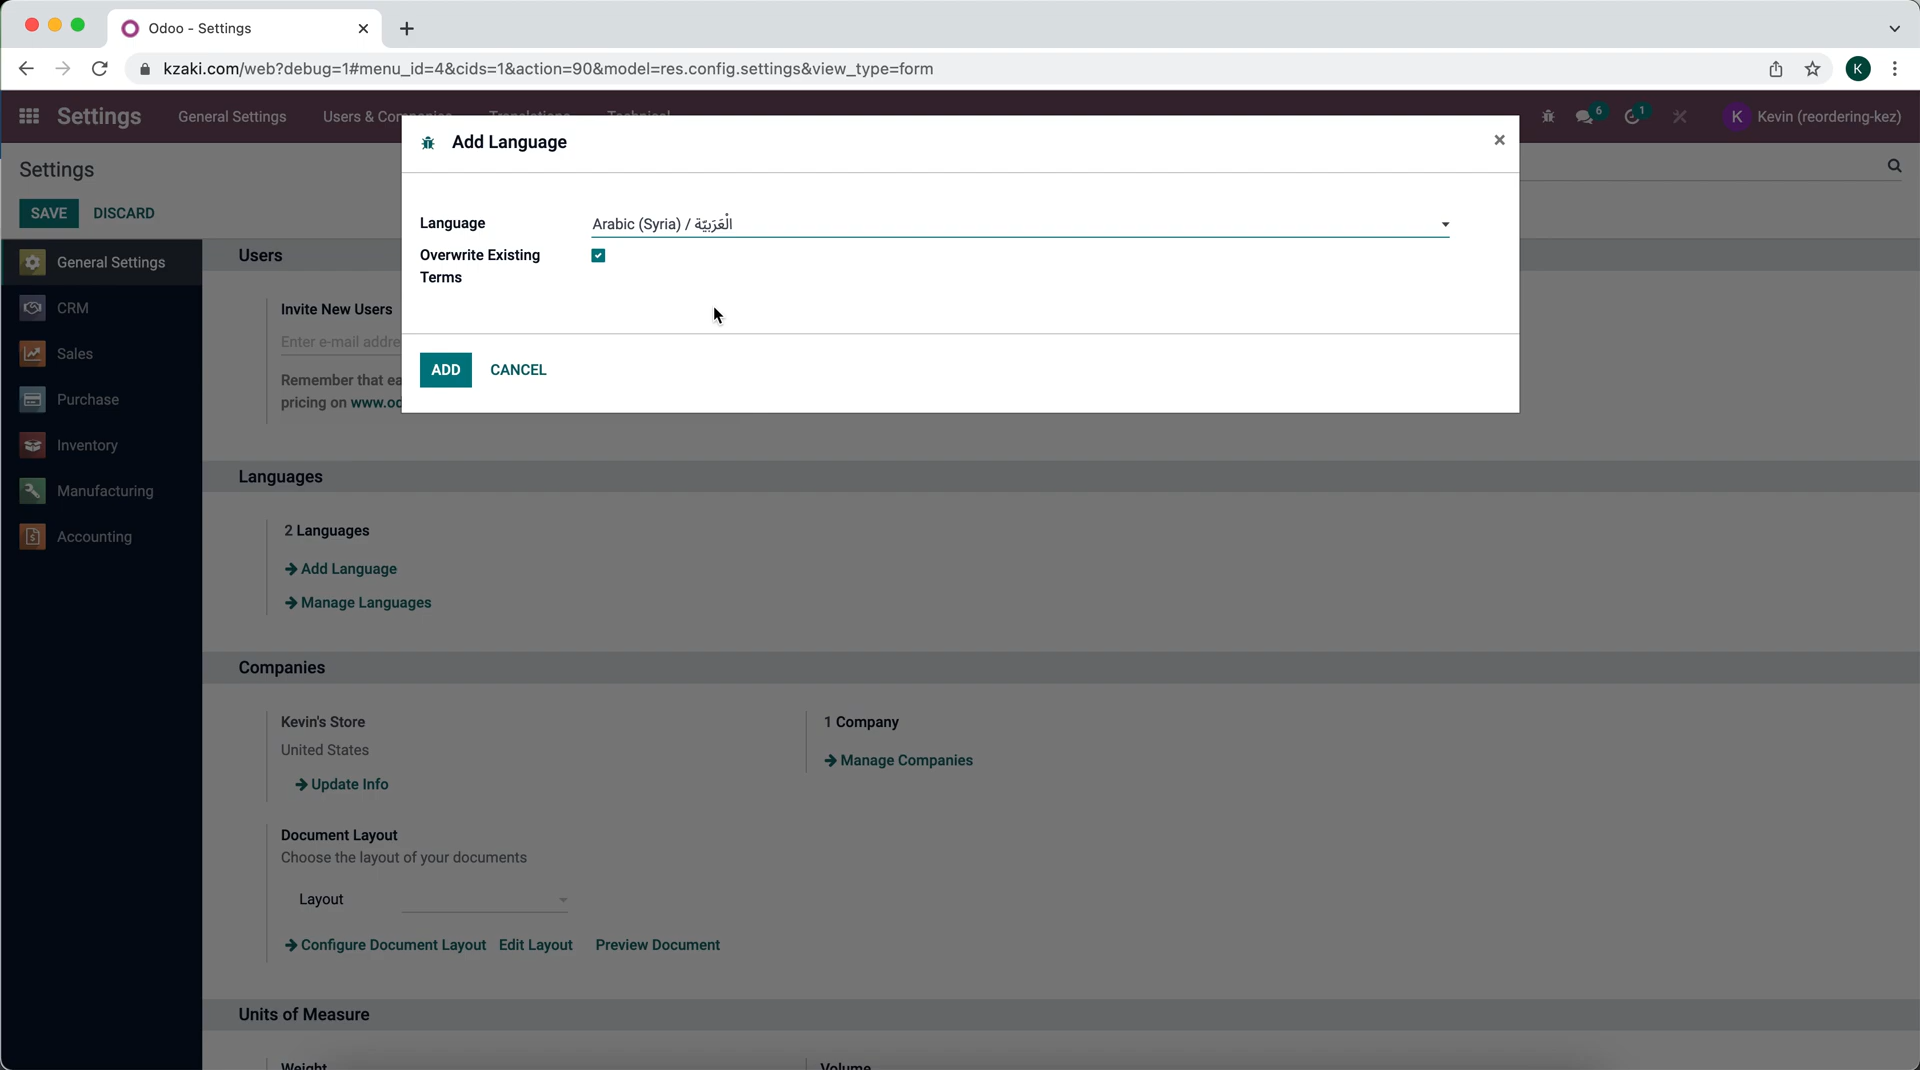 Odoo - Settings
kzaki.com/web?debug=1#menu_id=4&cids=1&action=90&model=res.config.settings&view_type=form
K
Settings
General Settings
Users & Co
6
1
K
Kevin (reordering-kez)
Add Language
Settings
SAVE
DISCARD
Language
Arabic (Syria) / الْعَرَبيّة
Overwrite Existing
Terms
ADD
CANCEL
General Settings
CRM
Sales
Purchase
Inventory
Manufacturing
Accounting
Users
Invite New Users
Enter e-mail addre
Remember that ea
pricing on www.od
Languages
2 Languages
Add Language
Manage Languages
Companies
Kevin's Store
1 Company
United States
Manage Companies
Update Info
Document Layout
Choose the layout of your documents
Layout
Configure Document Layout
Edit Layout
Preview Document
Units of Measure
Weight
Volume